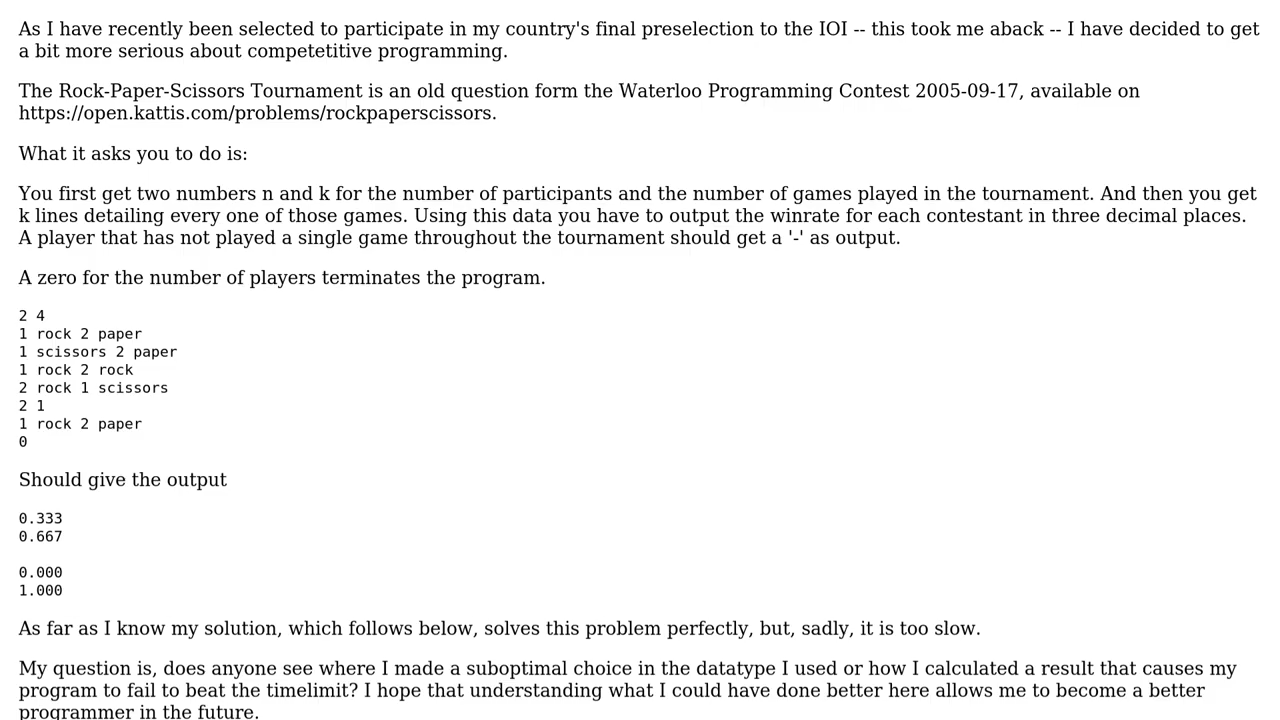 As I have recently been selected to participate in my country's final preselection to the IOI -- this took me aback -- I have decided to get
a bit more serious about competetitive programming.
The Rock-Paper-Scissors Tournament is an old question form the Waterloo Programming Contest 2005-09-17, available on
https://open.kattis.com/problems/rockpaperscissors.
What it asks you to do is:
You first get two numbers n and k for the number of participants and the number of games played in the tournament. And then you get
k lines detailing every one of those games. Using this data you have to output the winrate for each contestant in three decimal places.
A player that has not played a single game throughout the tournament should get a '-' as output.
A zero for the number of players terminates the program.
2 4
1 rock 2 paper
1 scissors 2 paper
1 rock 2 rock
2 rock 1 scissors
2 1
1 rock 2 paper
0
Should give the output
0.333
0.667
0.000
1.000
As far as I know my solution, which follows below, solves this problem perfectly, but, sadly, it is too slow.
My question is, does anyone see where I made a suboptimal choice in the datatype I used or how I calculated a result that causes my
program to fail to beat the timelimit? I hope that understanding what I could have done better here allows me to become a better
programmer in the future.